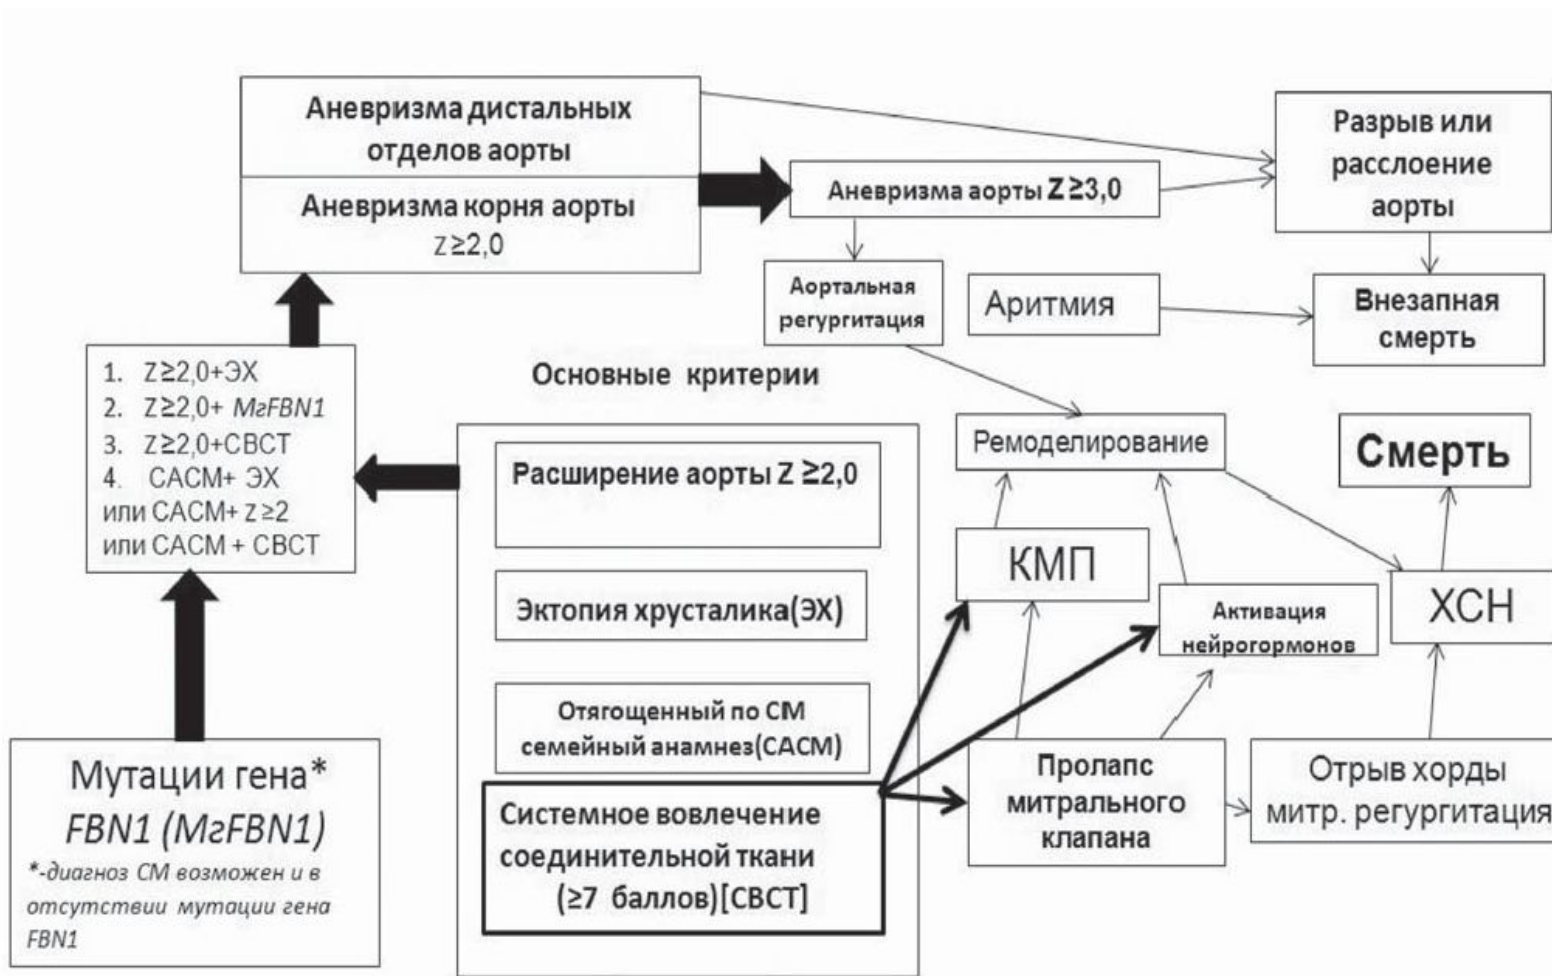 Аневризма дистальных
отделов аорты
Аневризма корня аорты
Z≥2,0
Аневризма аорты Z≥3,0
Разрыв или
расслоение
аорты
Аортальная
регургитация
Аритмия
Внезапная
смерть
1. Z≥2,0+ЭХ
2. Z≥2,0+ МгFBN1
3. Z≥2,0+СВСТ
4. САСМ+ ЭХ
или САСМ+ z ≥2
или САСМ + СВСТ
Основные критерии
Расширение аорты Z ≥2,0
Эктопия хрусталика(ЭХ)
Отягощенный по СМ
семейный анамнез(САСМ)
Системное вовлечение
соединительной ткани
(≥7 баллов)[СВСТ]
Ремоделирование
Смерть
КМП
Активация
нейрогормонов
ХСН
Пролапс
митрального
клапана
Отрыв хорды
митр. регургитация
Мутации гена*
FBN1 (МгFBN1)
*-диагноз СМ возможен и в
отсутствии мутации гена
FBN1